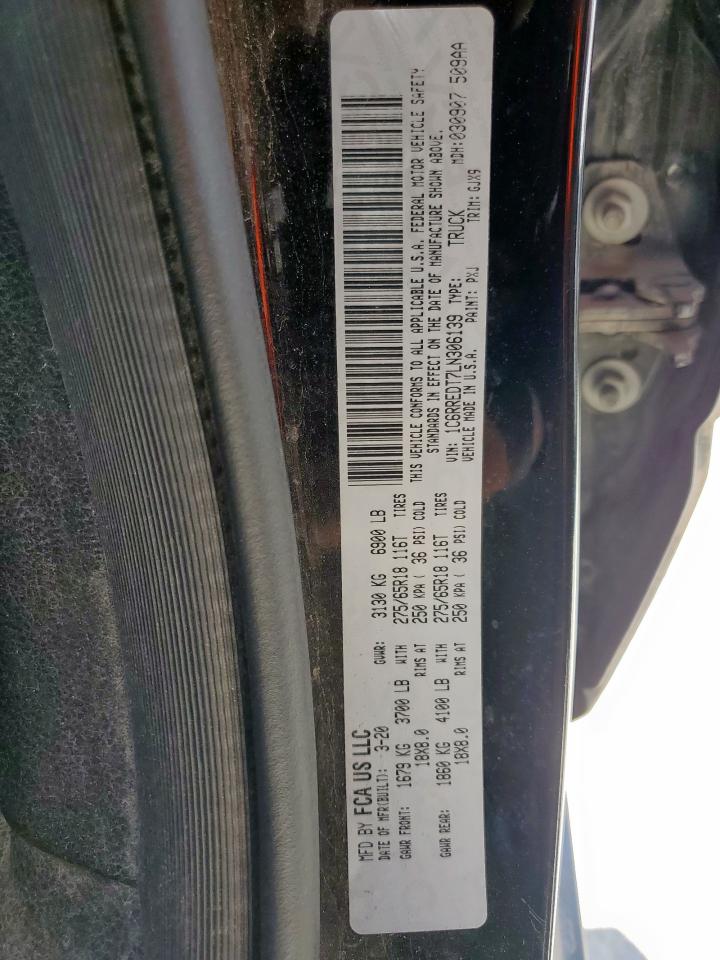 MFD BY FCA US LLC
DATE OF MFR(BUILT): 3-20 GVWR: 3130 KG 6900 LB
GAWR FRONT: 1679 KG 3700 LB WITH 275/65R18 116T TIRES
18X8.0 RIMS AT 250 KPA ( 36 PSI) COLD
GAWR REAR: 1860 KG 4100 LB WITH 275/65R18 116T TIRES
18X8.0 RIMS AT 250 KPA ( 36 PSI) COLD
THIS VEHICLE CONFORMS TO ALL APPLICABLE U.S.A. FEDERAL MOTOR VEHICLE SAFETY
STANDARDS IN EFFECT ON THE DATE OF MANUFACTURE SHOWN ABOVE.
VIN: 1C6RREDT7LN306139 TYPE: TRUCK MDH:030907 509AA
VEHICLE MADE IN U.S.A. PAINT: PXJ TRIM: GJX9